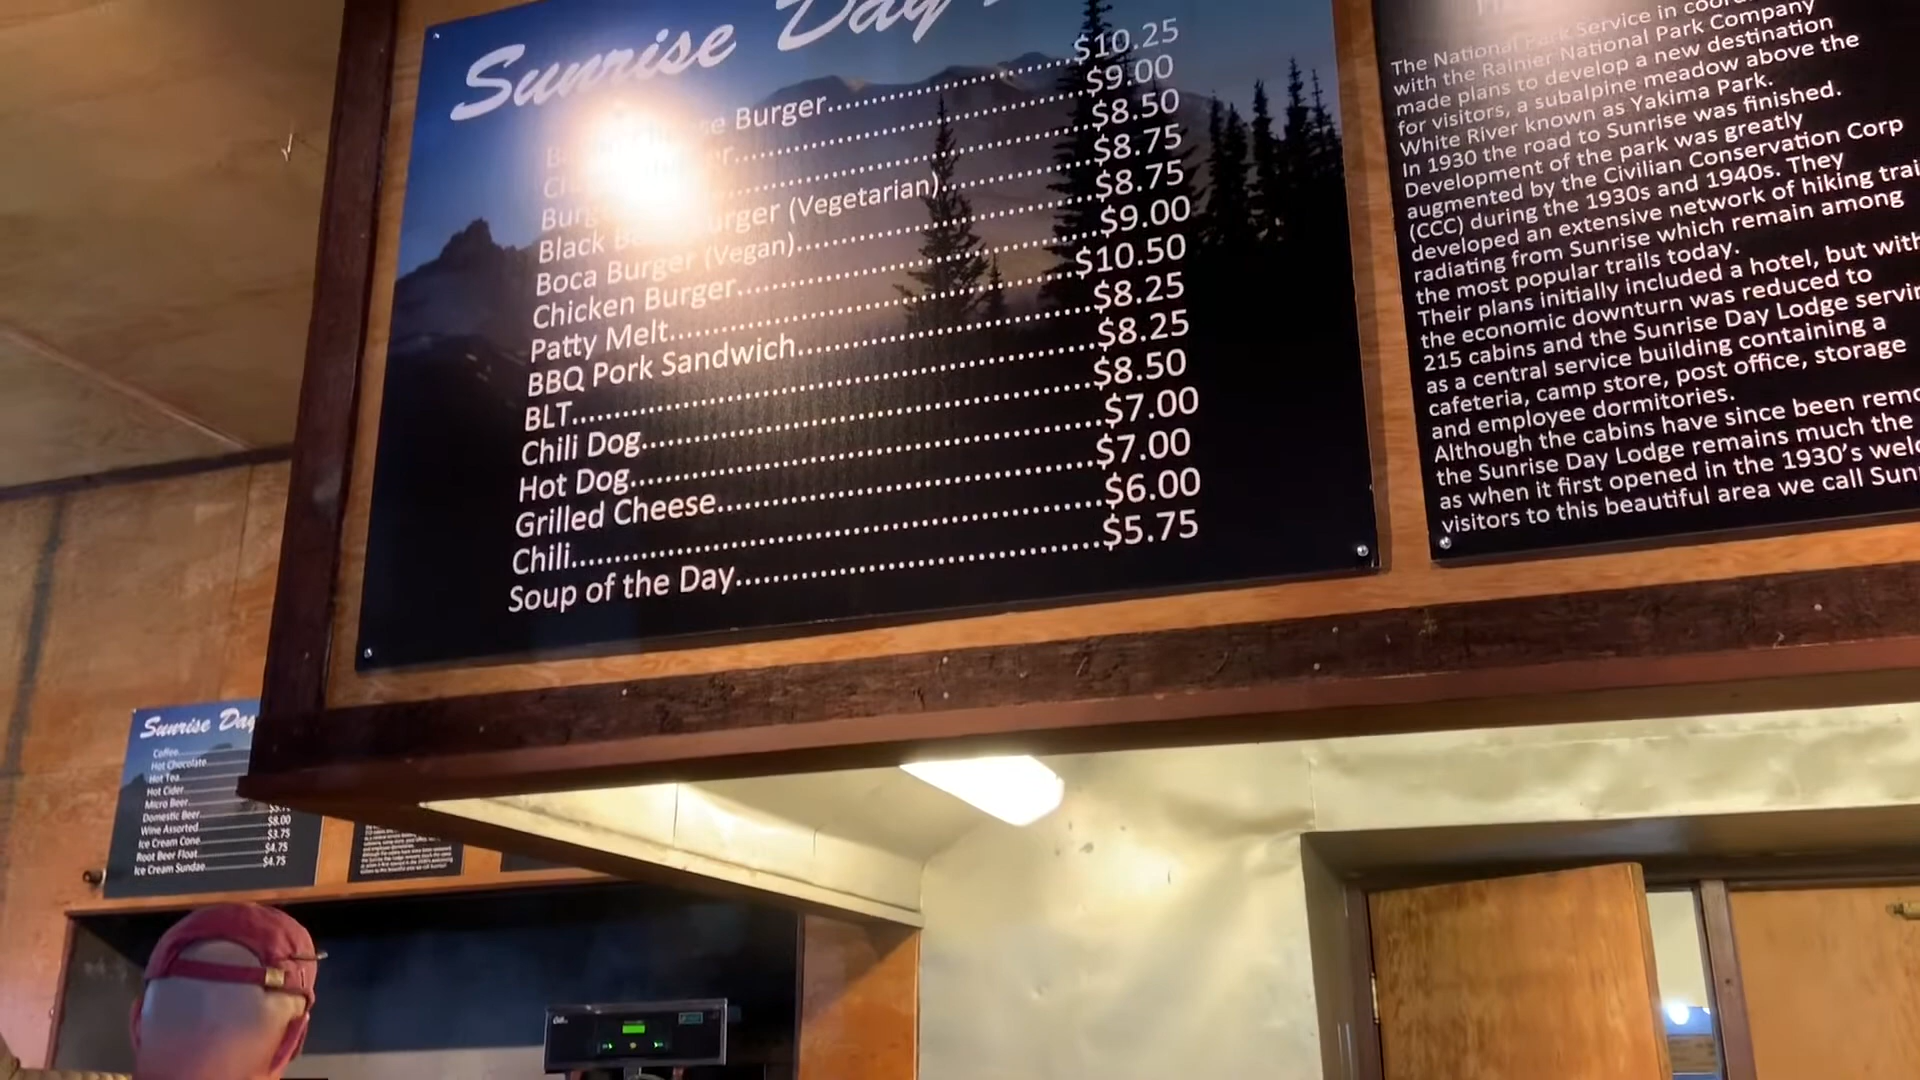 Sunrise Day
Burger........................$10.25
........................$9.00
........................$8.50
Black Burger (Vegetarian)........................$8.75
Boca Burger (Vegan)........................$8.75
Chicken Burger........................$9.00
Patty Melt........................$10.50
BBQ Pork Sandwich........................$8.25
BLT........................$8.25
Chili Dog........................$8.50
Hot Dog........................$7.00
Grilled Cheese........................$7.00
Chili........................$6.00
Soup of the Day........................$5.75
The National Park Service in
with the Rainier National Park Company
made plans to develop a new destination
for visitors, a subalpine meadow above the
White River known as Yakima Park.
In 1930 the road to Sunrise was finished.
Development of the park was greatly
augmented by the Civilian Conservation Corp
(CCC) during the 1930s and 1940s. They
developed an extensive network of hiking trai
radiating from Sunrise which remain among
the most popular trails today.
Their plans initially included a hotel, but with
the economic downturn was reduced to
215 cabins and the Sunrise Day Lodge servin
as a central service building containing a
cafeteria, camp store, post office, storage
and employee dormitories.
Although the cabins have since been remo
the Sunrise Day Lodge remains much the
as when it first opened in the 1930's welc
visitors to this beautiful area we call Sun
Sunrise Day
Coffee
Hot Chocolate
Hot Tea
Hot Cider
Micro Beer
Domestic Beer
Wine Assorted $8.00
Ice Cream Cone $3.75
Root Beer Float $4.75
Ice Cream Sundae $4.75